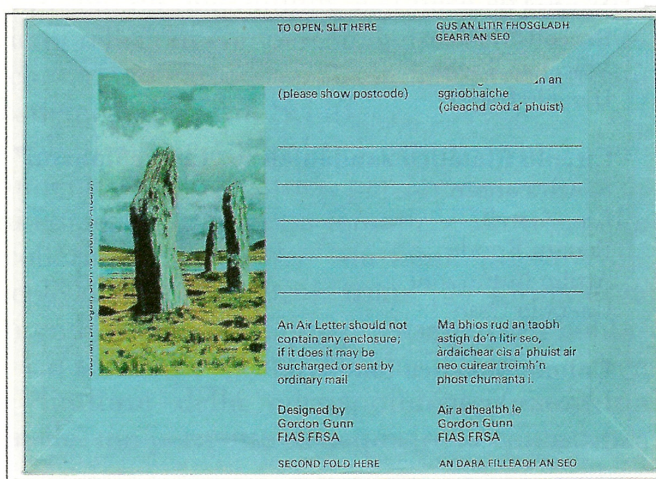 TO OPEN, SLIT HERE
GUS AN LITIR FHOSGLADH
GEARR AN SEO
(please show postcode)
an
sgrìobhaiche
(cleachd còd a' phuist)
An Air Letter should not
contain any enclosure;
if it does it may be
surcharged or sent by
ordinary mail
Ma bhios rud an taobh
astigh de'n litir seo,
àrdaichear cìs a' phuist air
neo cuirear troimh'n
phost chumanta i.
Designed by
Gordon Gunn
FIAS FRSA
Air a dhealbh le
Gordon Gunn
FIAS FRSA
SECOND FOLD HERE
AN DARA FILLEADH AN SEO